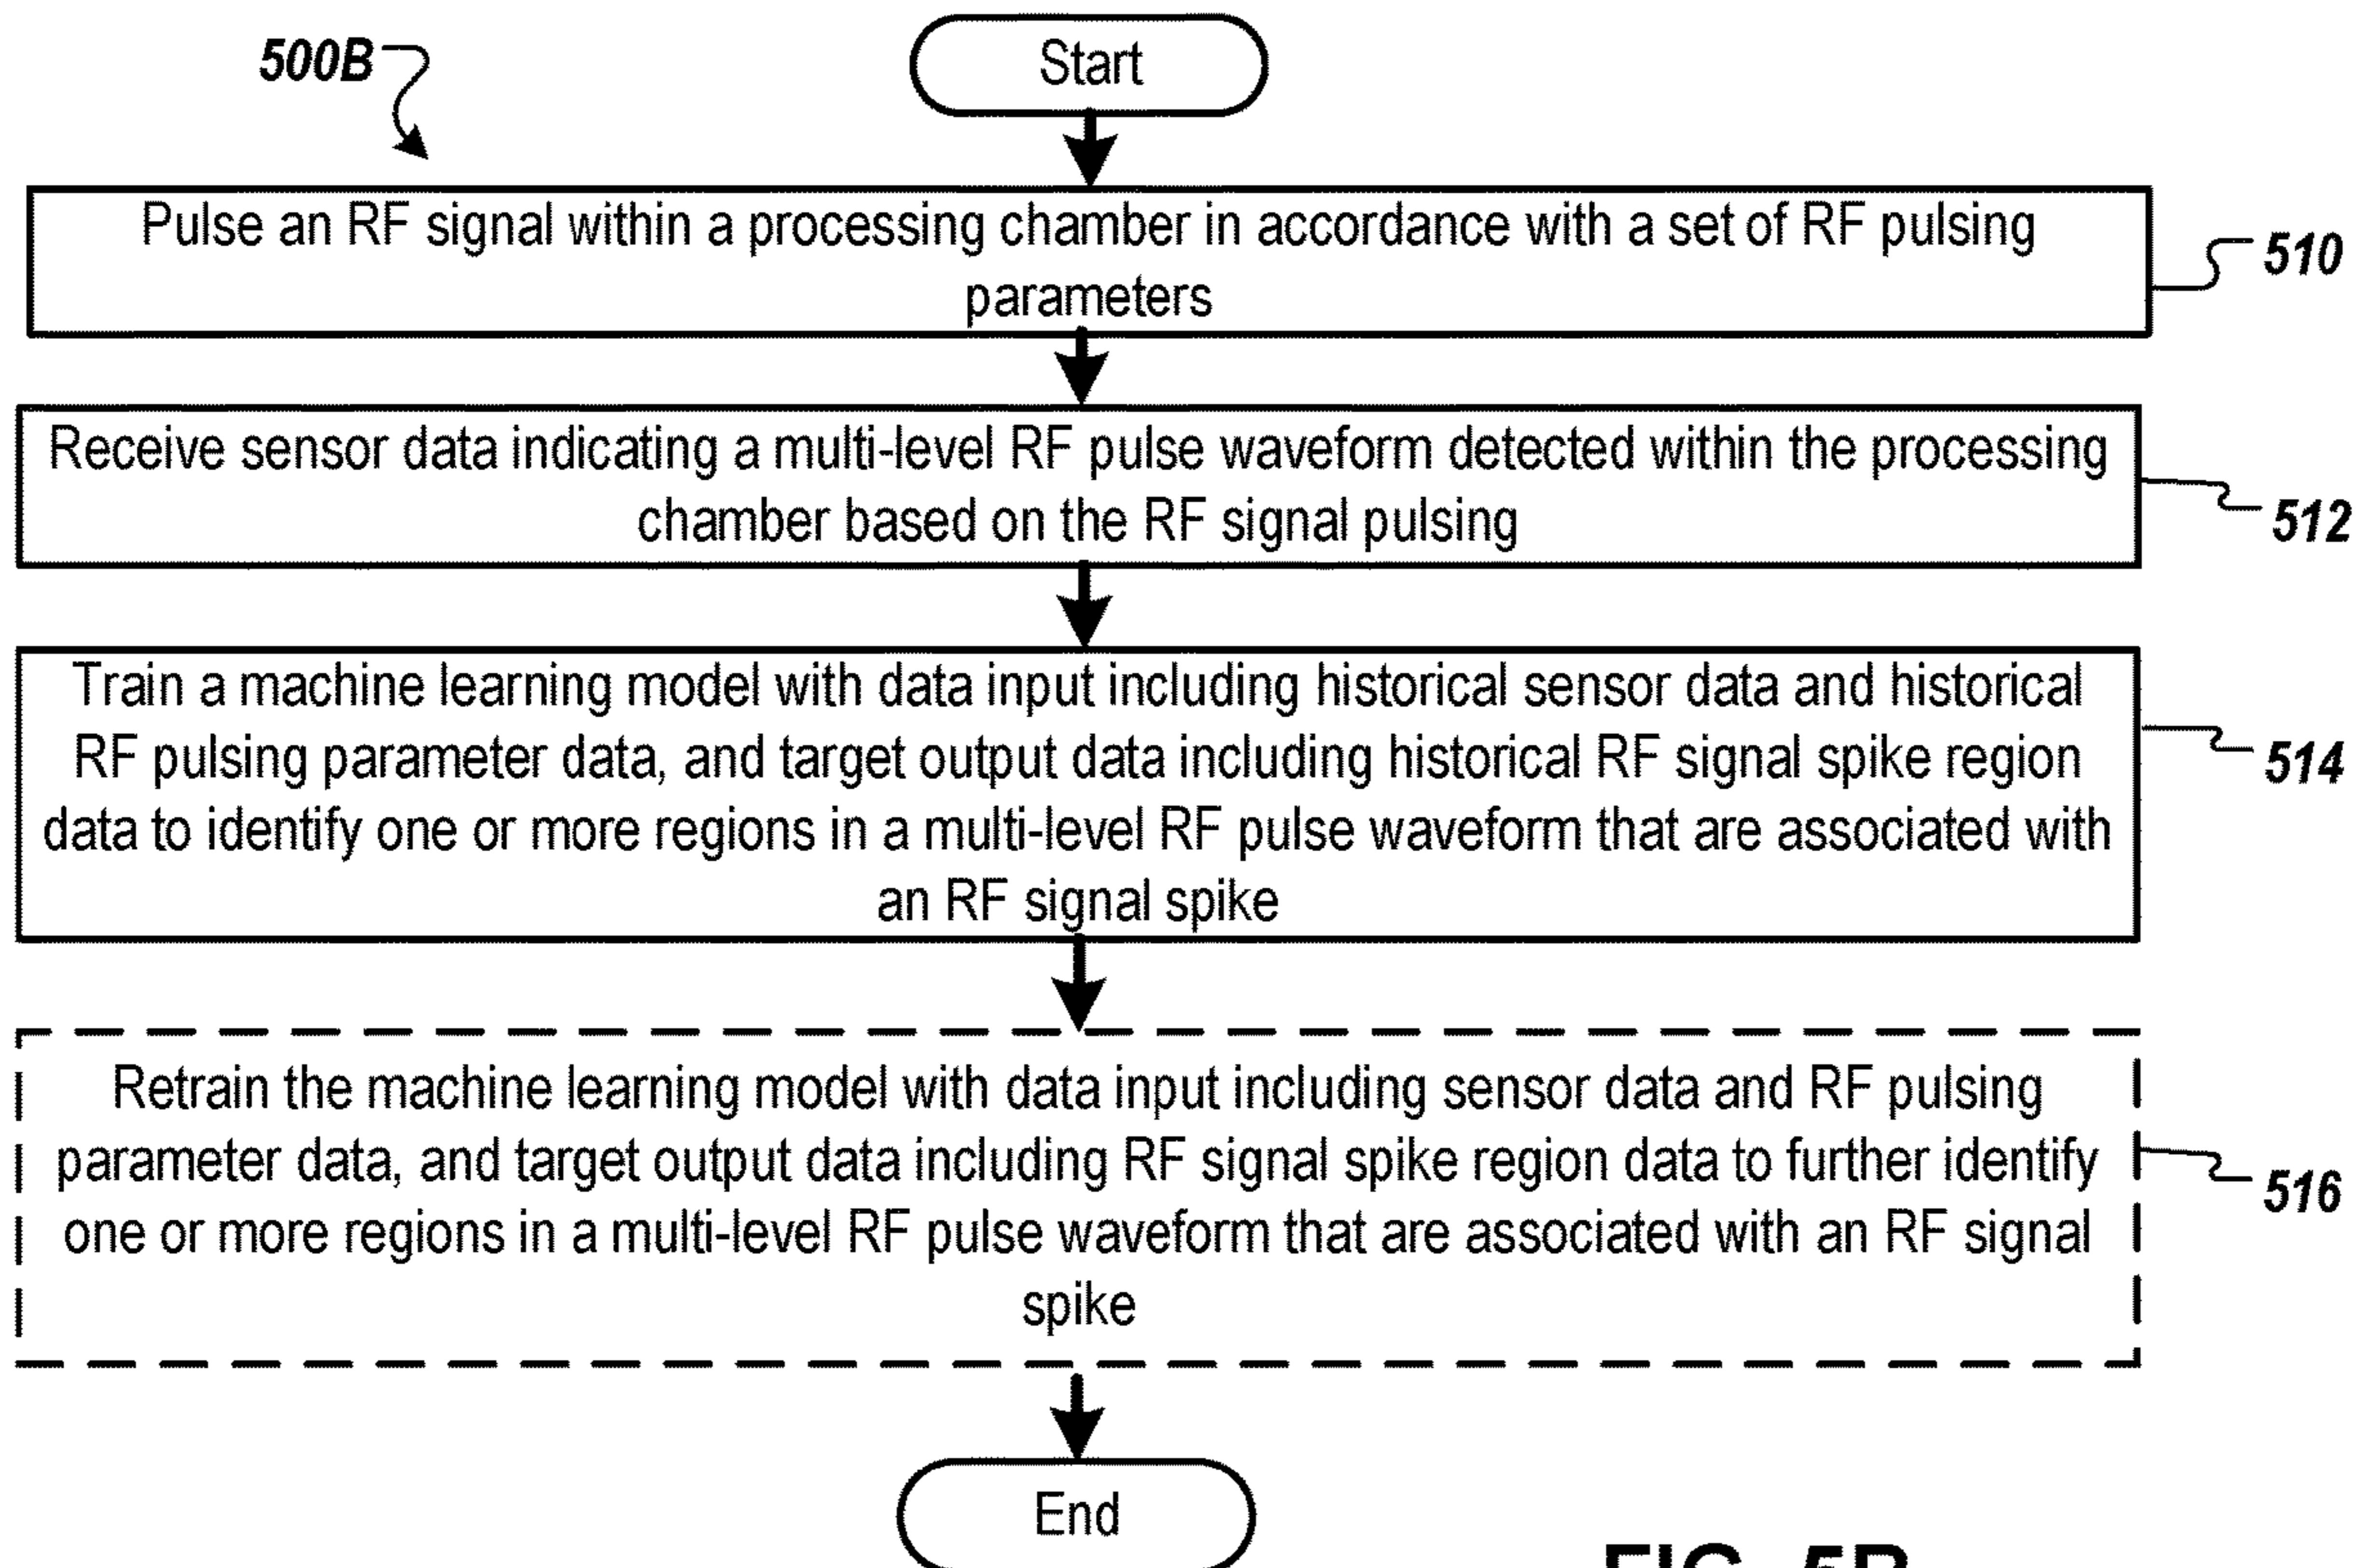 500B
Start
Pulse an RF signal within a processing chamber in accordance with a set of RF pulsing
parameters
510
Receive sensor data indicating a multi-level RF pulse waveform detected within the processing
chamber based on the RF signal pulsing
512
Train a machine learning model with data input including historical sensor data and historical
RF pulsing parameter data, and target output data including historical RF signal spike region
data to identify one or more regions in a multi-level RF pulse waveform that are associated with
an RF signal spike
514
Retrain the machine learning model with data input including sensor data and RF pulsing
parameter data, and target output data including RF signal spike region data to further identify
one or more regions in a multi-level RF pulse waveform that are associated with an RF signal
spike
516
End
FIG. 5B